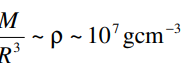 M/R³ ~ ρ ~ 10⁷ gcm⁻³